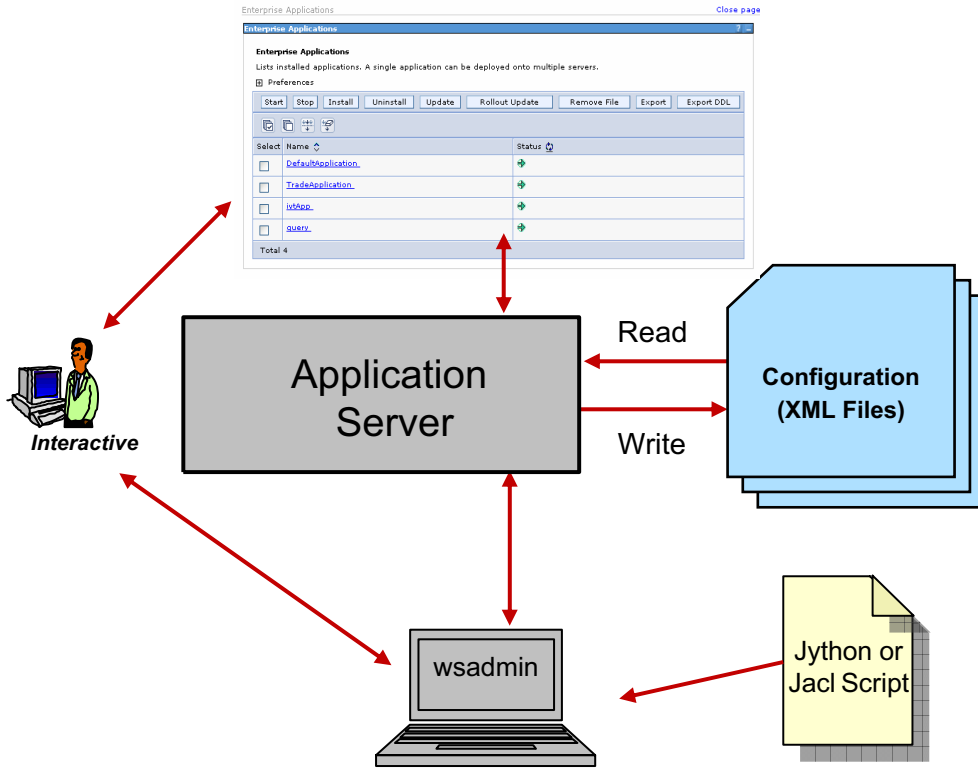 Enterprise Applications
Close page
Enterprise Applications
? –
Enterprise Applications
Lists installed applications. A single application can be deployed onto multiple servers.
Preferences
Start Stop Install Uninstall Update Rollout Update Remove File Export Export DDL
Select Name Status
DefaultApplication
TradeApplication
ivtApp
query
Total 4
Application
Server
Read
Write
Configuration
(XML Files)
Interactive
wsadmin
Jython or
Jacl Script